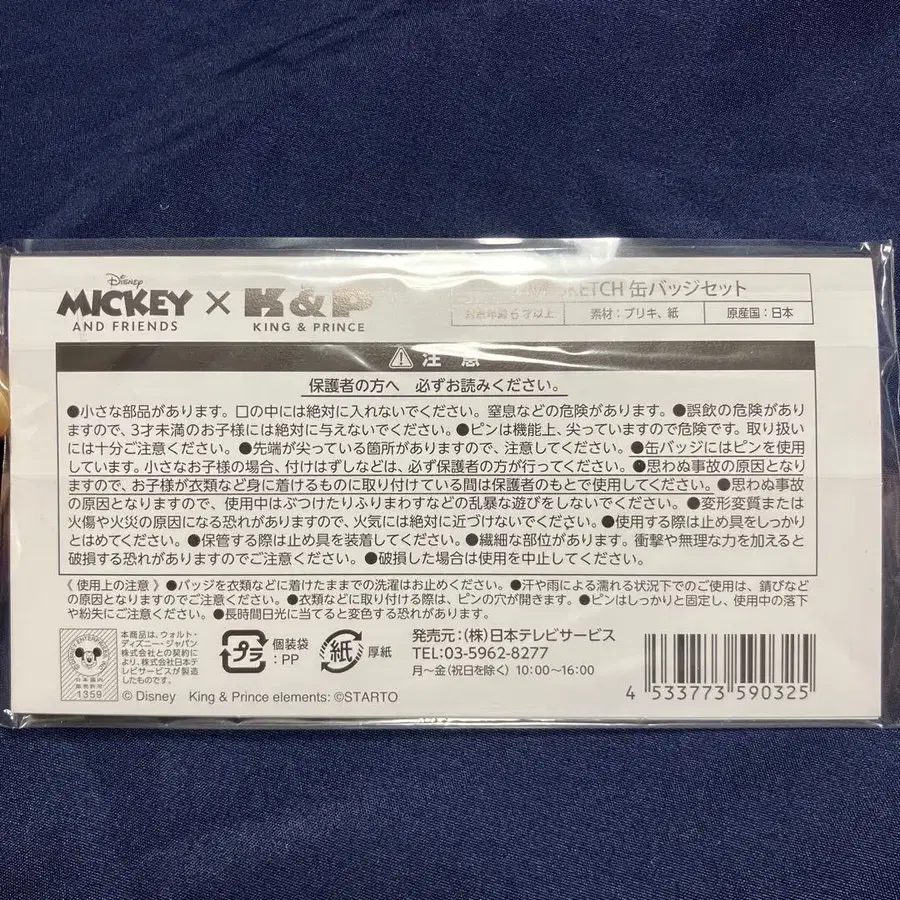 Disney
MICKEY × K&P
AND FRIENDS KING & PRINCE
SKETCH 缶バッジセット
対象年齢6才以上 素材：ブリキ、紙 原産国：日本
注 意
保護者の方へ 必ずお読みください。
●小さな部品があります。口の中には絶対に入れないでください。窒息などの危険があります。●誤飲の危険があり
ますので、3才未満のお子様には絶対に与えないでください。●ピンは機能上、尖っていますので危険です。取り扱い
には十分ご注意ください。●先端が尖っている箇所がありますので、注意してください。●缶バッジにはピンを使用
しています。小さなお子様の場合、付けはずしなどは、必ず保護者の方が行ってください。●思わぬ事故の原因となり
ますので、お子様が衣類など身に着けるものに取り付けている間は保護者のもとで使用してください。●思わぬ事故
の原因となりますので、使用中はぶつけたりふりまわすなどの乱暴な遊びをしないでください。●変形変質または
火傷や火災の原因になる恐れがありますので、火気には絶対に近づけないでください。●使用する際は止め具をしっかり
とはめてください。●保管する際は止め具を装着してください。●繊細な部位があります。衝撃や無理な力を加えると
破損する恐れがありますのでご注意ください。●破損した場合は使用を中止してください。
《 使用上の注意 》●バッジを衣類などに着けたままでの洗濯はお止めください。●汗や雨による濡れる状況下でのご使用は、錆びなど
の原因となりますのでご注意ください。●衣類などに取り付ける際は、ピンの穴が開きます。●ピンはしっかりと固定し、使用中の落下
や紛失にご注意ください。●長時間日光に当てると変色する恐れがあります。
本商品は、ウォルト・
ディズニー・ジャパン
株式会社との契約に
より、株式会社日本テ
レビサービスが製造し
たものです。
1359
プラ 個装袋
：PP
紙 厚紙
発売元：(株)日本テレビサービス
TEL:03-5962-8277
月～金(祝日を除く) 10:00～16:00
© Disney King & Prince elements: ©STARTO
4 533773 590325